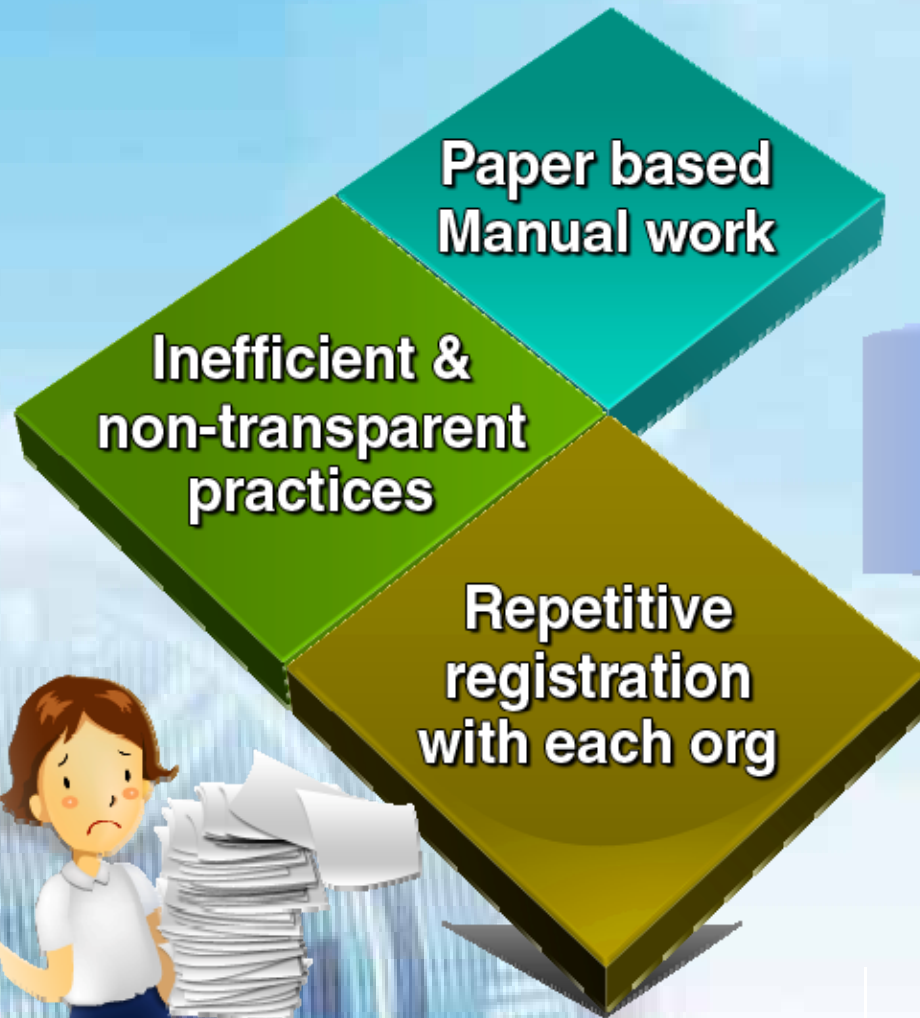 Paper based
Manual work
Inefficient &
non-transparent
practices
Repetitive
registration
with each org